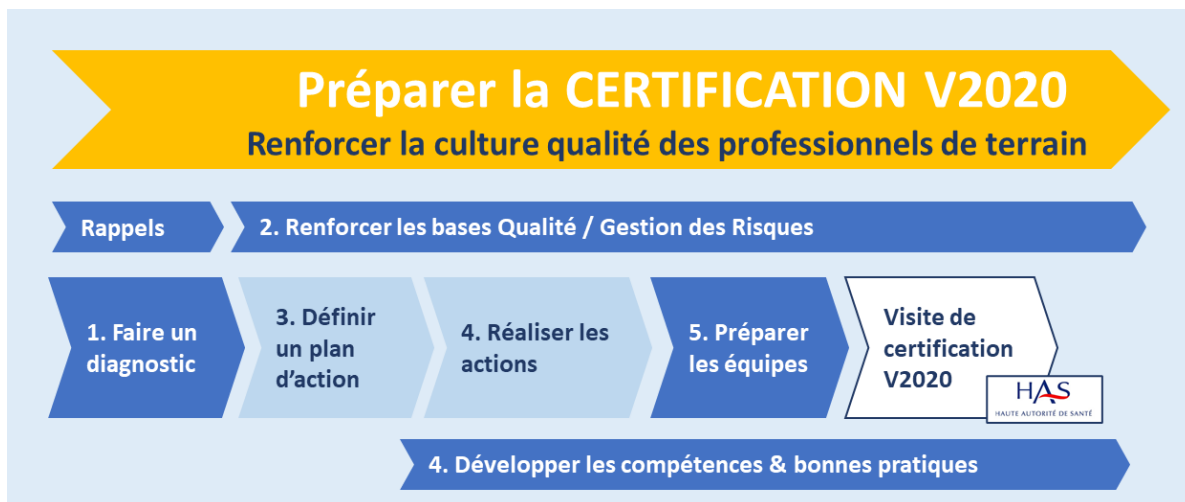 Préparer la CERTIFICATION V2020
Renforcer la culture qualité des professionnels de terrain
Rappels
2. Renforcer les bases Qualité / Gestion des Risques
1. Faire un
diagnostic
3. Définir
un plan
d’action
4. Réaliser les
actions
5. Préparer
les équipes
Visite de
certification
V2020
HAS
HAUTE AUTORITÉ DE SANTÉ
4. Développer les compétences & bonnes pratiques